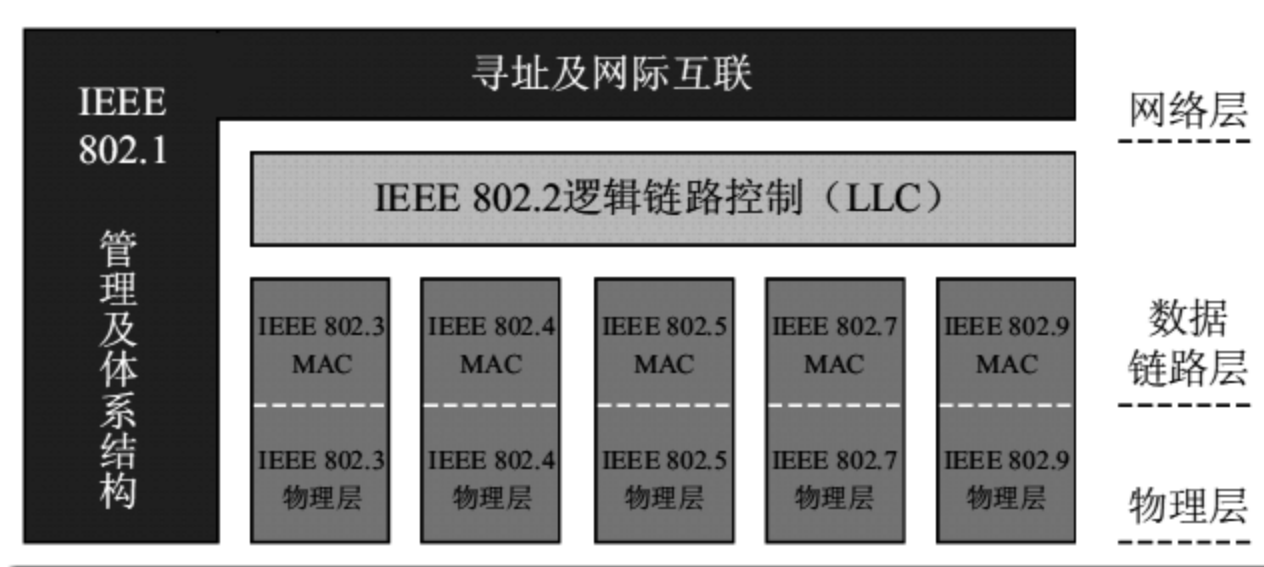 IEEE
802.1
管理及体系结构
寻址及网际互联
IEEE 802.2逻辑链路控制（LLC）
IEEE 802.3
MAC
IEEE 802.3
物理层
IEEE 802.4
MAC
IEEE 802.4
物理层
IEEE 802.5
MAC
IEEE 802.5
物理层
IEEE 802.7
MAC
IEEE 802.7
物理层
IEEE 802.9
MAC
IEEE 802.9
物理层
网络层
数据
链路层
物理层